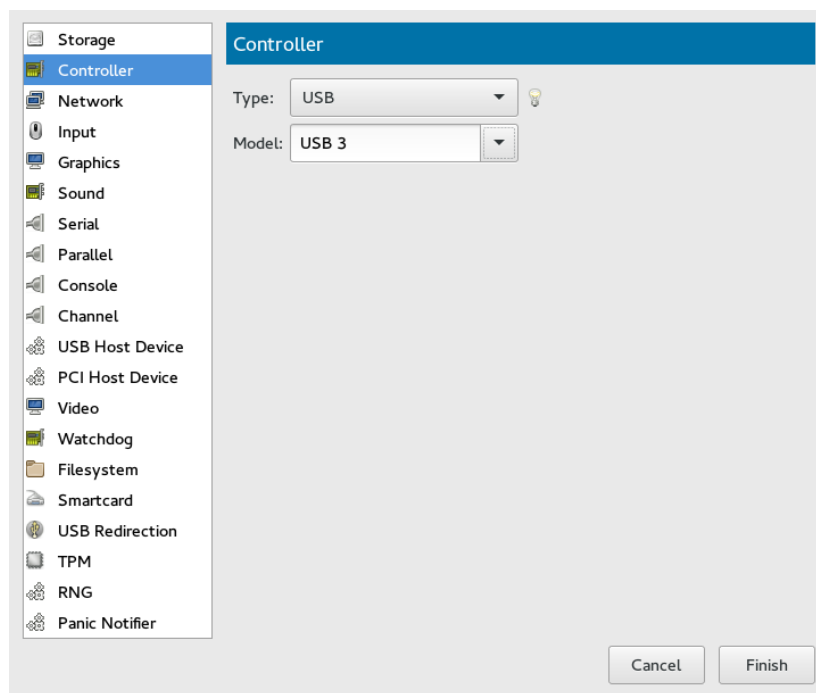 Storage
Controller
Network
Input
Graphics
Sound
Serial
Parallel
Console
Channel
USB Host Device
PCI Host Device
Video
Watchdog
Filesystem
Smartcard
USB Redirection
TPM
RNG
Panic Notifier
Controller
Type: USB
Model: USB 3
Cancel Finish